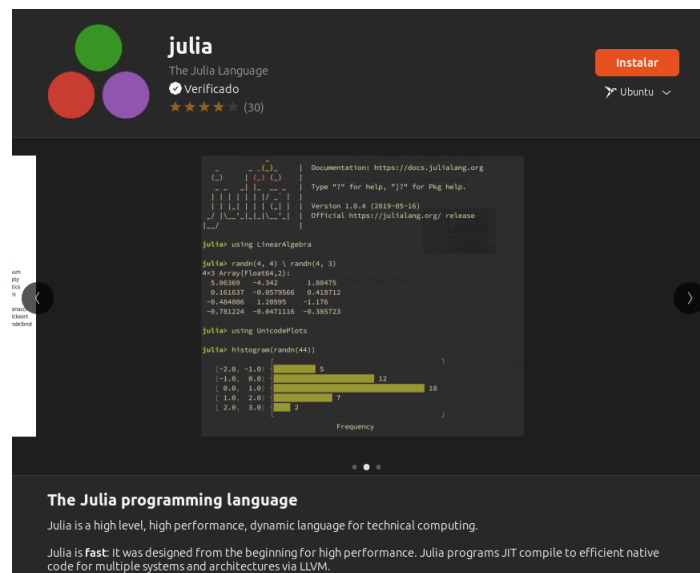 julia
The Julia Language
Verificado
(30)
Instalar
Ubuntu
Documentation: https://docs.julialang.org
Type "?" for help, "]?" for Pkg help.
Version 1.0.4 (2019-05-16)
Official https://julialang.org/ release
julia> using LinearAlgebra
julia> randn(4, 4) \ randn(4, 3)
4×3 Array{Float64,2}:
5.06369 -4.342 1.88475
0.161637 -0.0579566 0.418712
-0.484006 1.20595 -1.176
-0.781224 -0.0471116 -0.385723
julia> using UnicodePlots
julia> histogram(randn(44))
[-2.0, -1.0) 5
[-1.0, 0.0) 12
[ 0.0, 1.0) 18
[ 1.0, 2.0) 7
[ 2.0, 3.0) 2
Frequency
The Julia programming language
Julia is a high level, high performance, dynamic language for technical computing.
Julia is fast: It was designed from the beginning for high performance. Julia programs JIT compile to efficient native
code for multiple systems and architectures via LLVM.